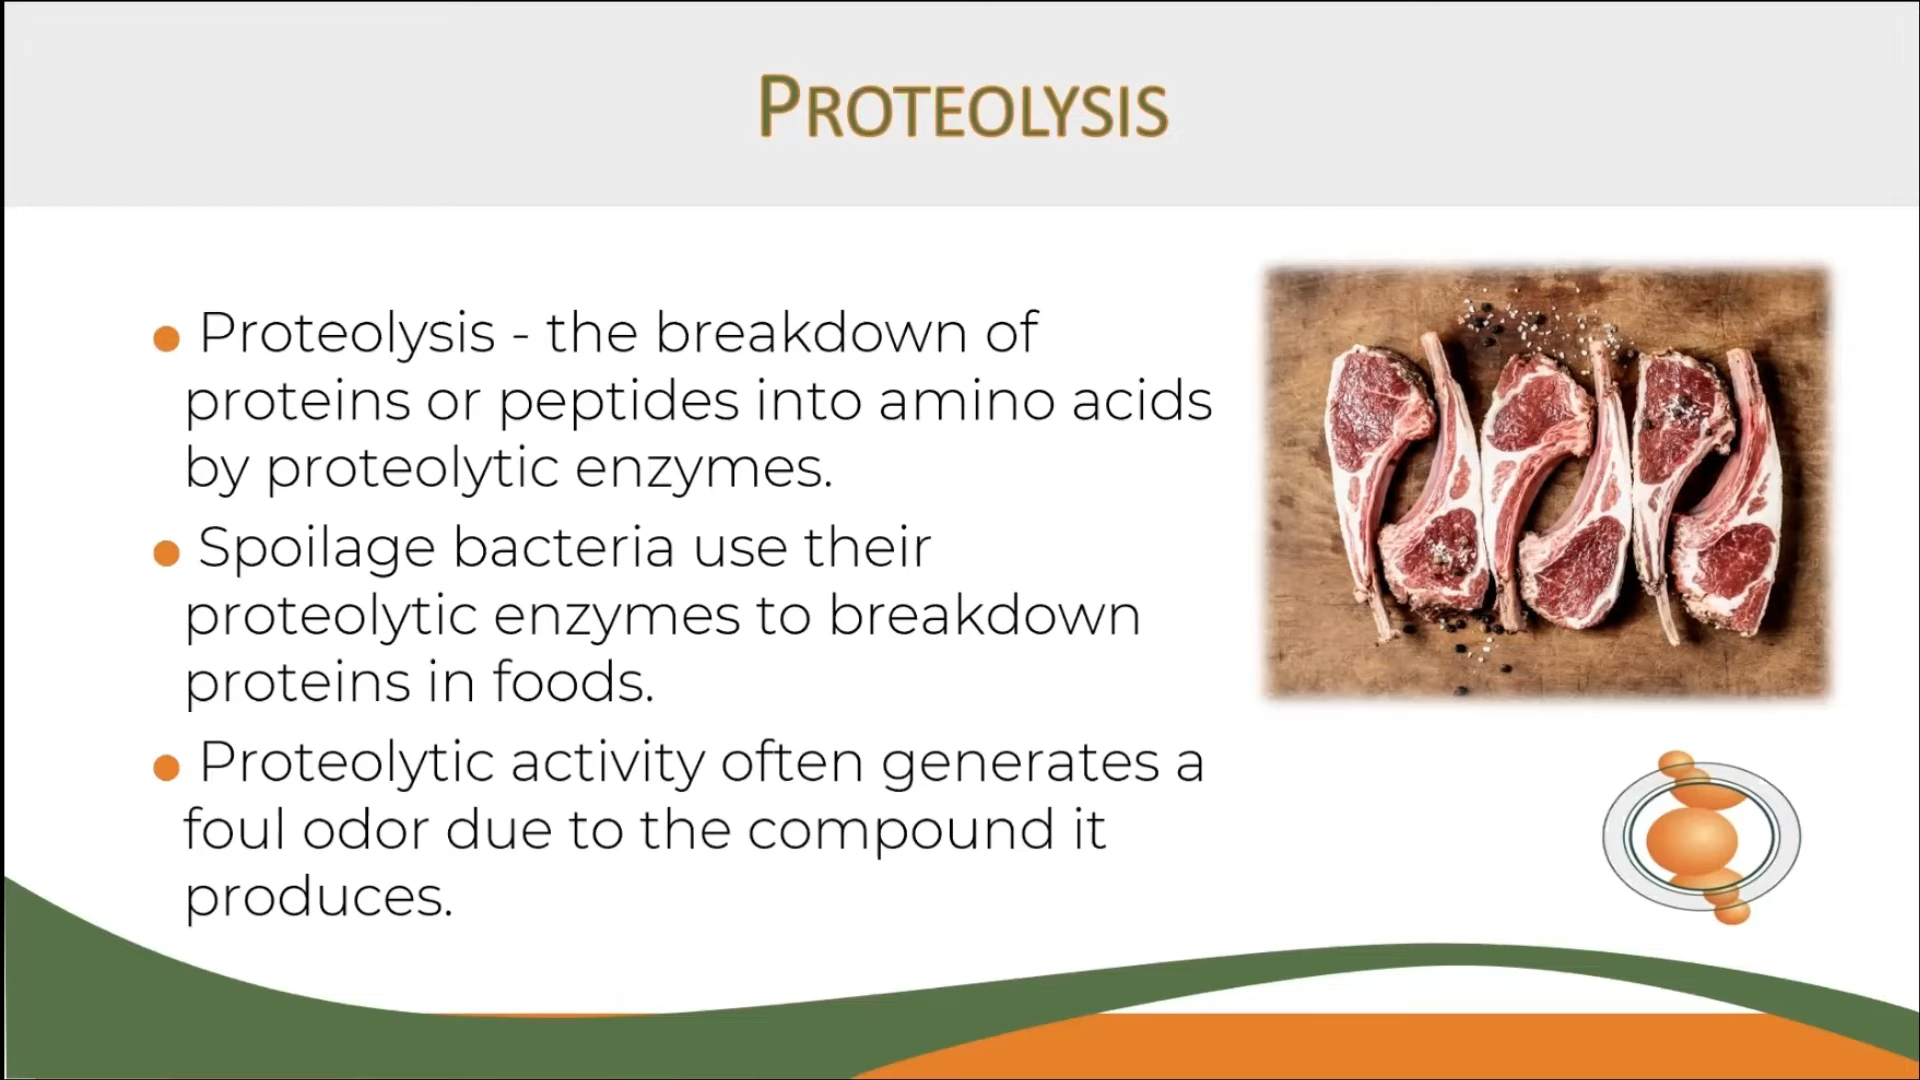 PROTEOLYSIS
Proteolysis - the breakdown of
proteins or peptides into amino acids
by proteolytic enzymes.
Spoilage bacteria use their
proteolytic enzymes to breakdown
proteins in foods.
Proteolytic activity often generates a
foul odor due to the compound it
produces.